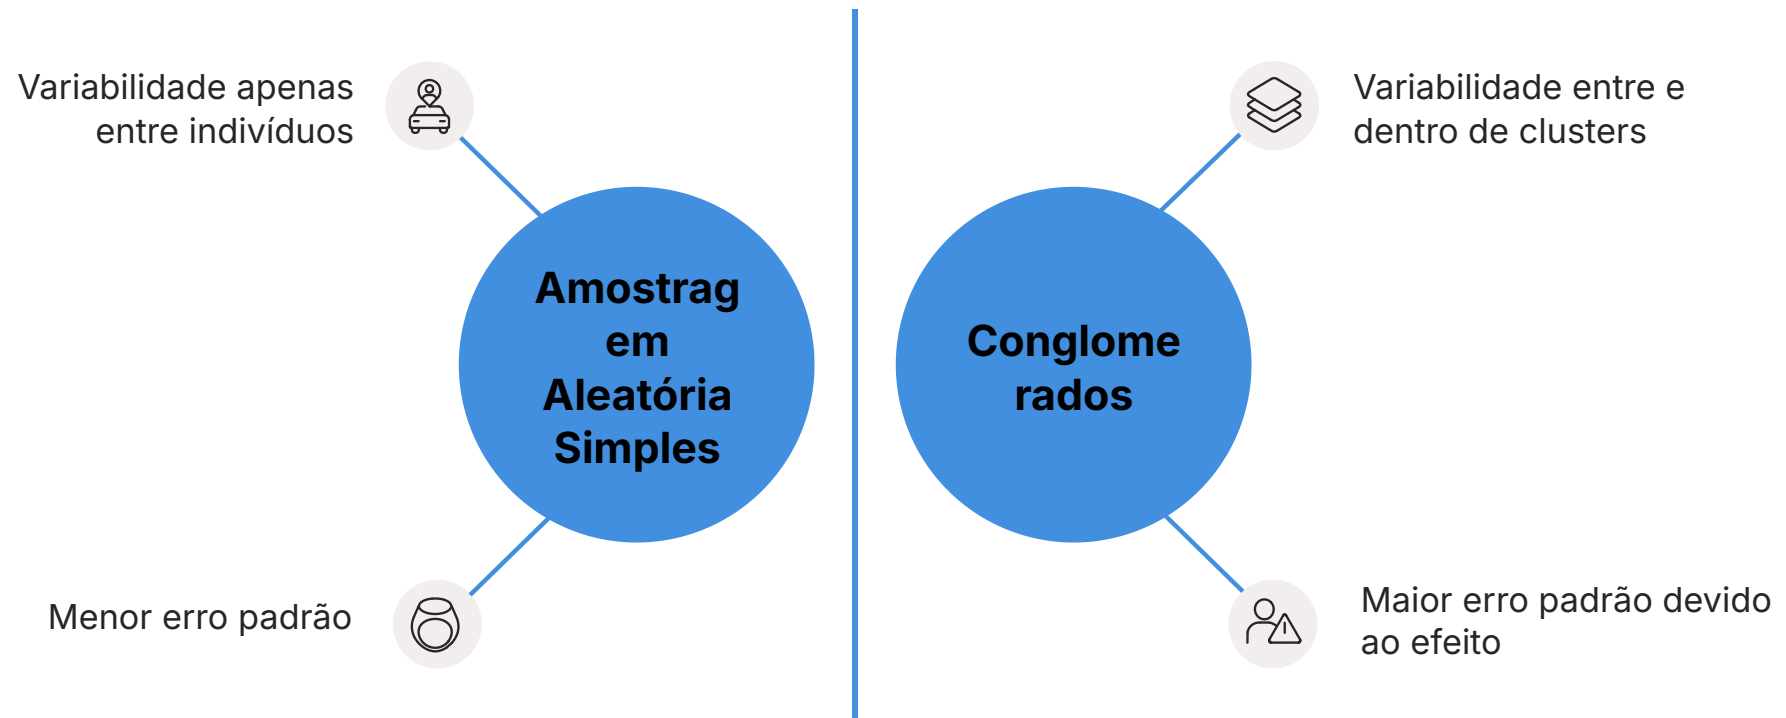 Variabilidade apenas
entre indivíduos
Amostrag
em
Aleatória
Simples
Menor erro padrão
Variabilidade entre e
dentro de clusters
Conglome
rados
Maior erro padrão devido
ao efeito